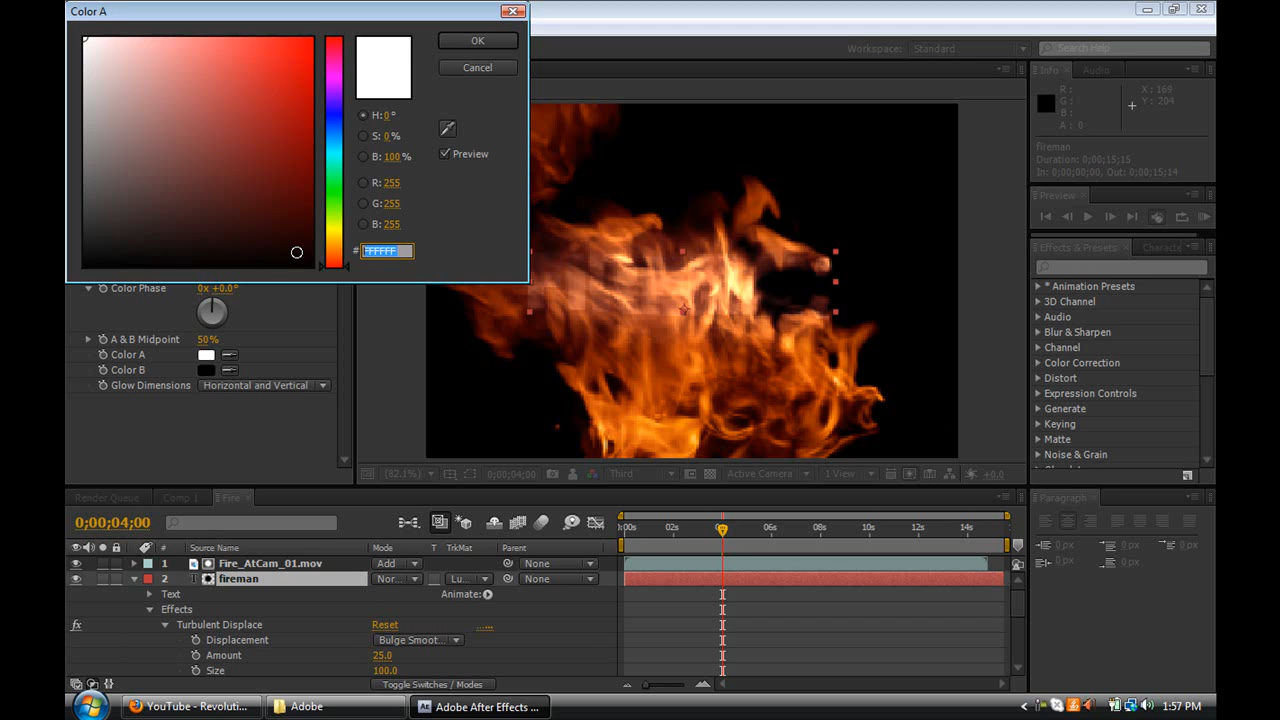 Color A
OK
Cancel
H: 0 °
S: 0 %
B: 100 %
Preview
R: 255
G: 255
B: 255
# FFFFFF
Workspace: Standard
Search Help
Info
Audio
R :
G :
B :
A : 0
X : 169
Y : 204
fireman
Duration: 0;00;15;15
In: 0;00;00;00, Out: 0;00;15;14
Preview
Effects & Presets
Characte
* Animation Presets
3D Channel
Audio
Blur & Sharpen
Channel
Color Correction
Distort
Expression Controls
Generate
Keying
Matte
Noise & Grain
Color Phase
0x +0.0°
A & B Midpoint
50%
Color A
Color B
Glow Dimensions
Horizontal and Vertical
(82.1%)
0;00;04;00
Third
Active Camera
1 View
+0.0
Render Queue
Comp 1
Fire
0;00;04;00
02s
06s
08s
10s
12s
14s
# Source Name Mode T TrkMat Parent
1 Fire_AtCam_01.mov Add None
2 fireman Nor... Lu... None
Text Animate:
Effects
fx Turbulent Displace Reset ......
Displacement Bulge Smoot...
Amount 25.0
Size 100.0
Toggle Switches / Modes
Paragraph
0 px
0 px
0 px
0 px
0 px
YouTube - Revoluti...
Adobe
Ae Adobe After Effects ...
1:57 PM